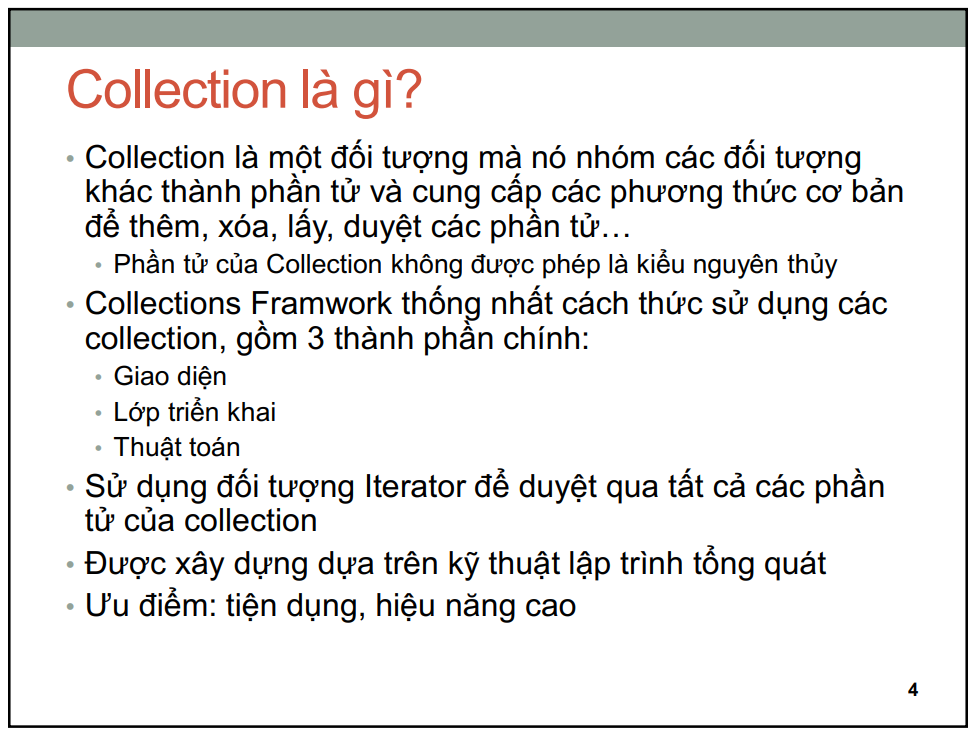 Collection là gì?
• Collection là một đối tượng mà nó nhóm các đối tượng
khác thành phần tử và cung cấp các phương thức cơ bản
để thêm, xóa, lấy, duyệt các phần tử…
• Phần tử của Collection không được phép là kiểu nguyên thủy
• Collections Framwork thống nhất cách thức sử dụng các
collection, gồm 3 thành phần chính:
• Giao diện
• Lớp triển khai
• Thuật toán
• Sử dụng đối tượng Iterator để duyệt qua tất cả các phần
tử của collection
• Được xây dựng dựa trên kỹ thuật lập trình tổng quát
• Ưu điểm: tiện dụng, hiệu năng cao
4